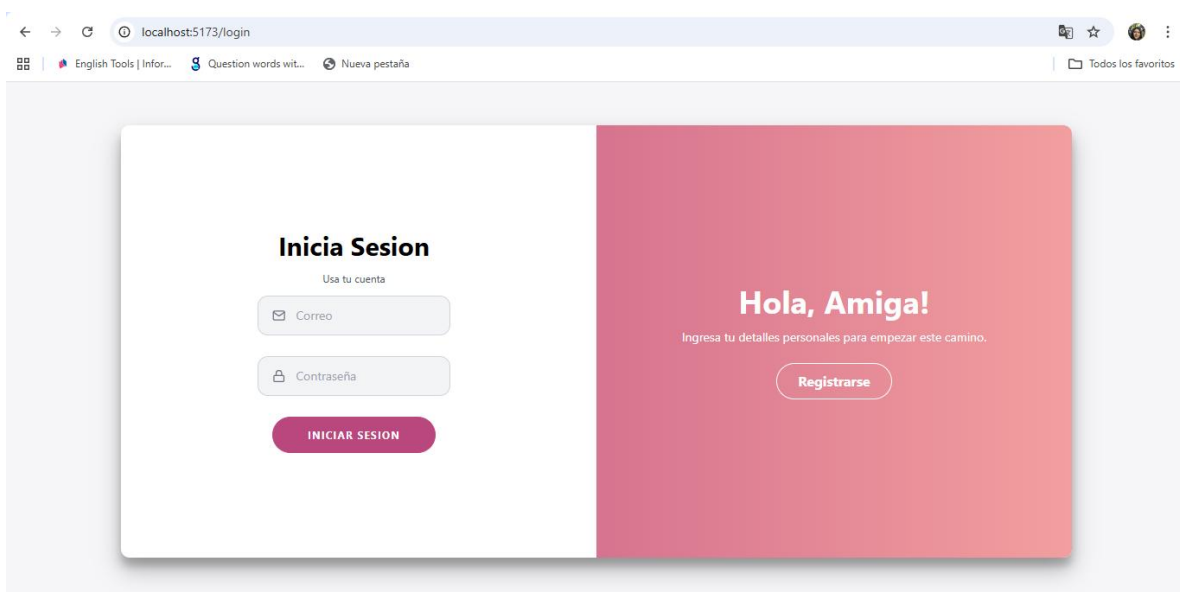 localhost:5173/login
English Tools | Infor...
Question words wit...
Nueva pestaña
Todos los favoritos
Inicia Sesion
Usa tu cuenta
Correo
Contraseña
INICIAR SESION
Hola, Amiga!
Ingresa tu detalles personales para empezar este camino.
Registrarse